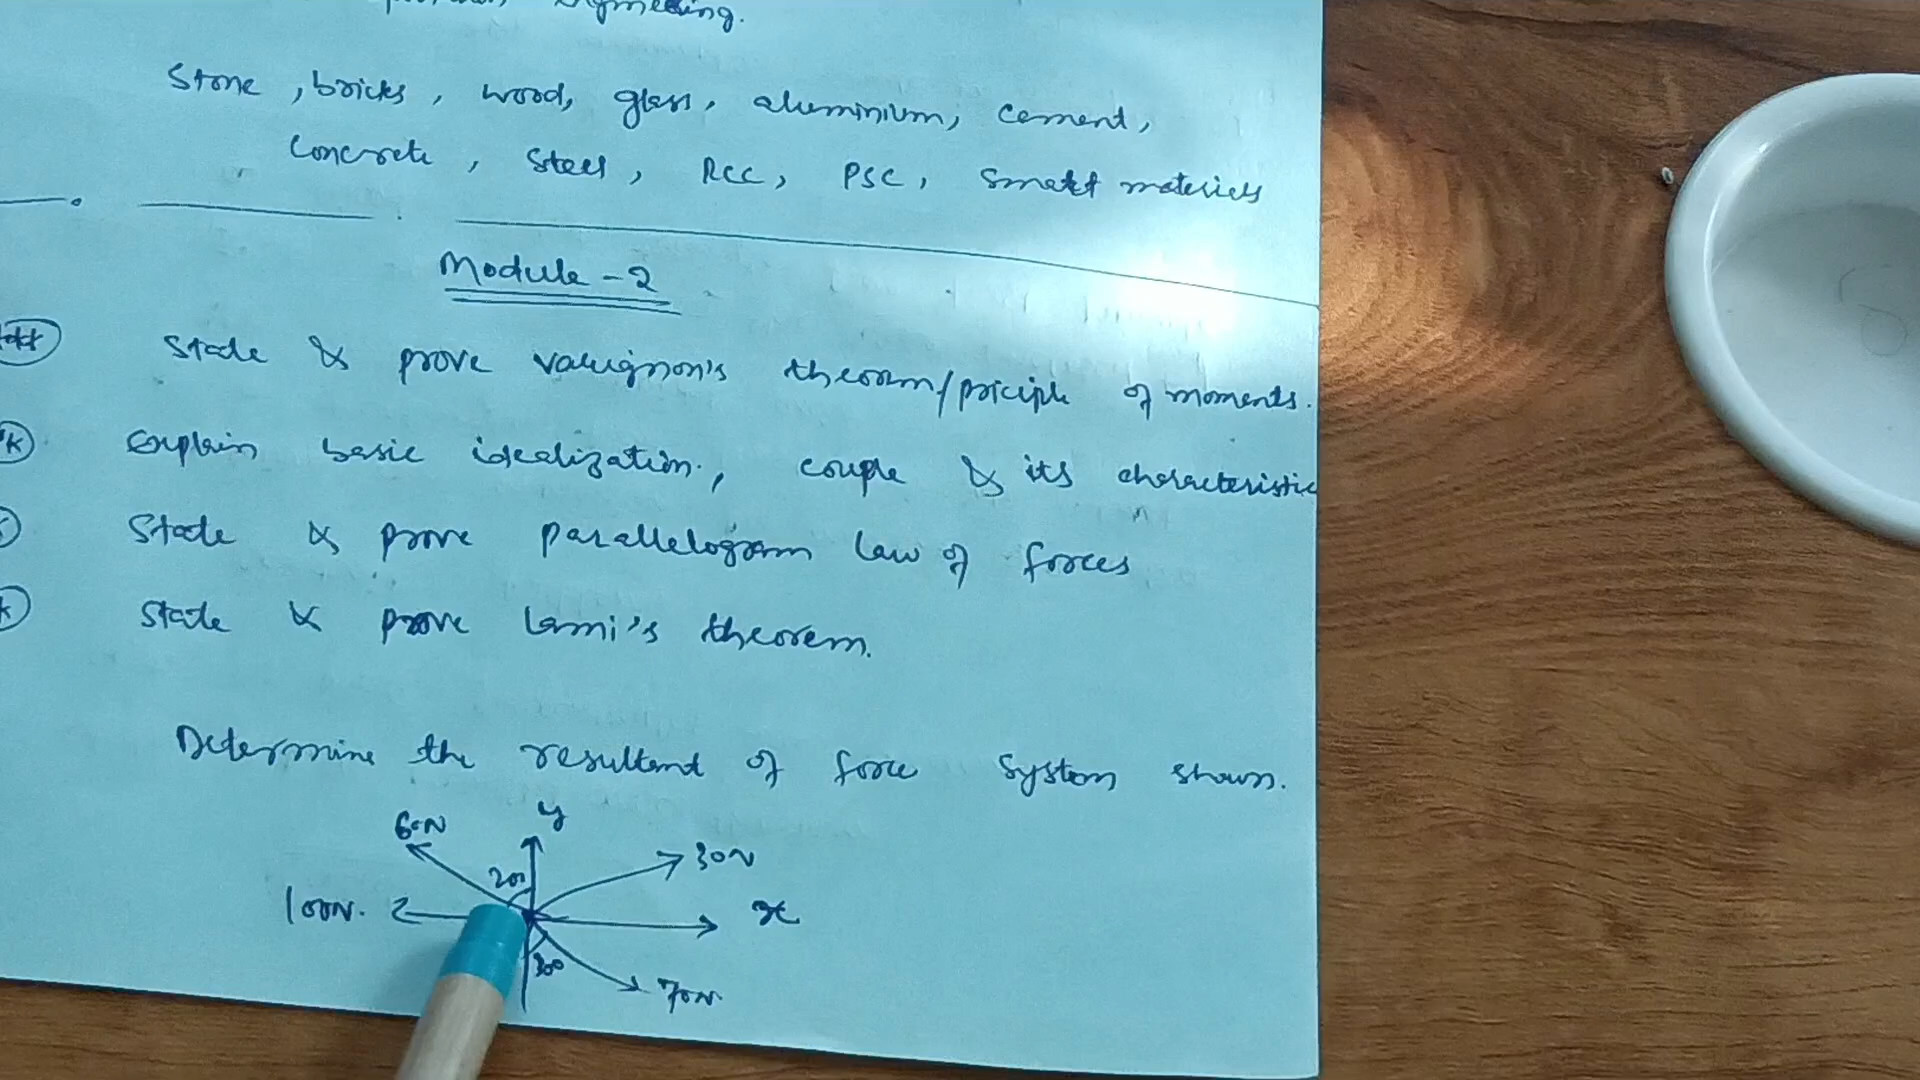 Engineering.
Stone, bricks, wood, glass, aluminium, cement,
Concrete, Steel, RCC, PSC, Smart materials
Module-2
State & prove varignon's theorem/priciple of moments.
Explain basic idealization., couple & its characteristic
State & prove parallelogram law of forces
State & prove Lami's theorem.
Determine the resultant of force System shown.
60N y
20° 30N
100N. x
30°
70N.